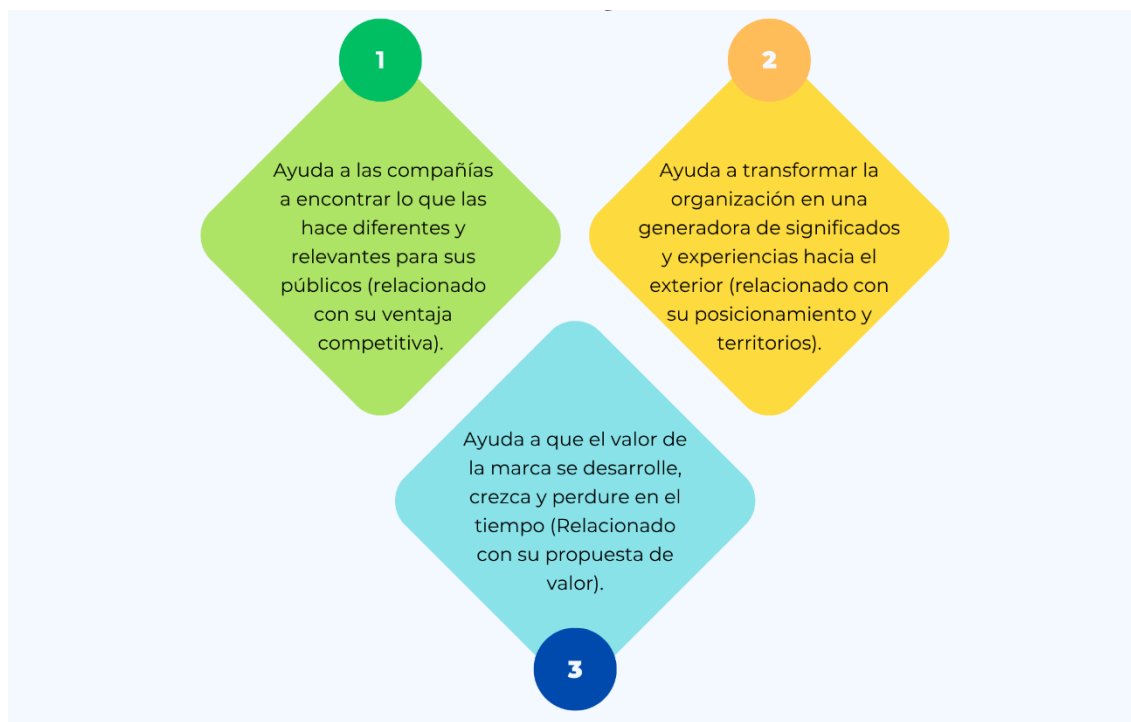 1
Ayuda a las compañías
a encontrar lo que las
hace diferentes y
relevantes para sus
públicos (relacionado
con su ventaja
competitiva).
2
Ayuda a transformar la
organización en una
generadora de significados
y experiencias hacia el
exterior (relacionado con
su posicionamiento y
territorios).
Ayuda a que el valor de
la marca se desarrolle,
crezca y perdure en el
tiempo (Relacionado
con su propuesta de
valor).
3